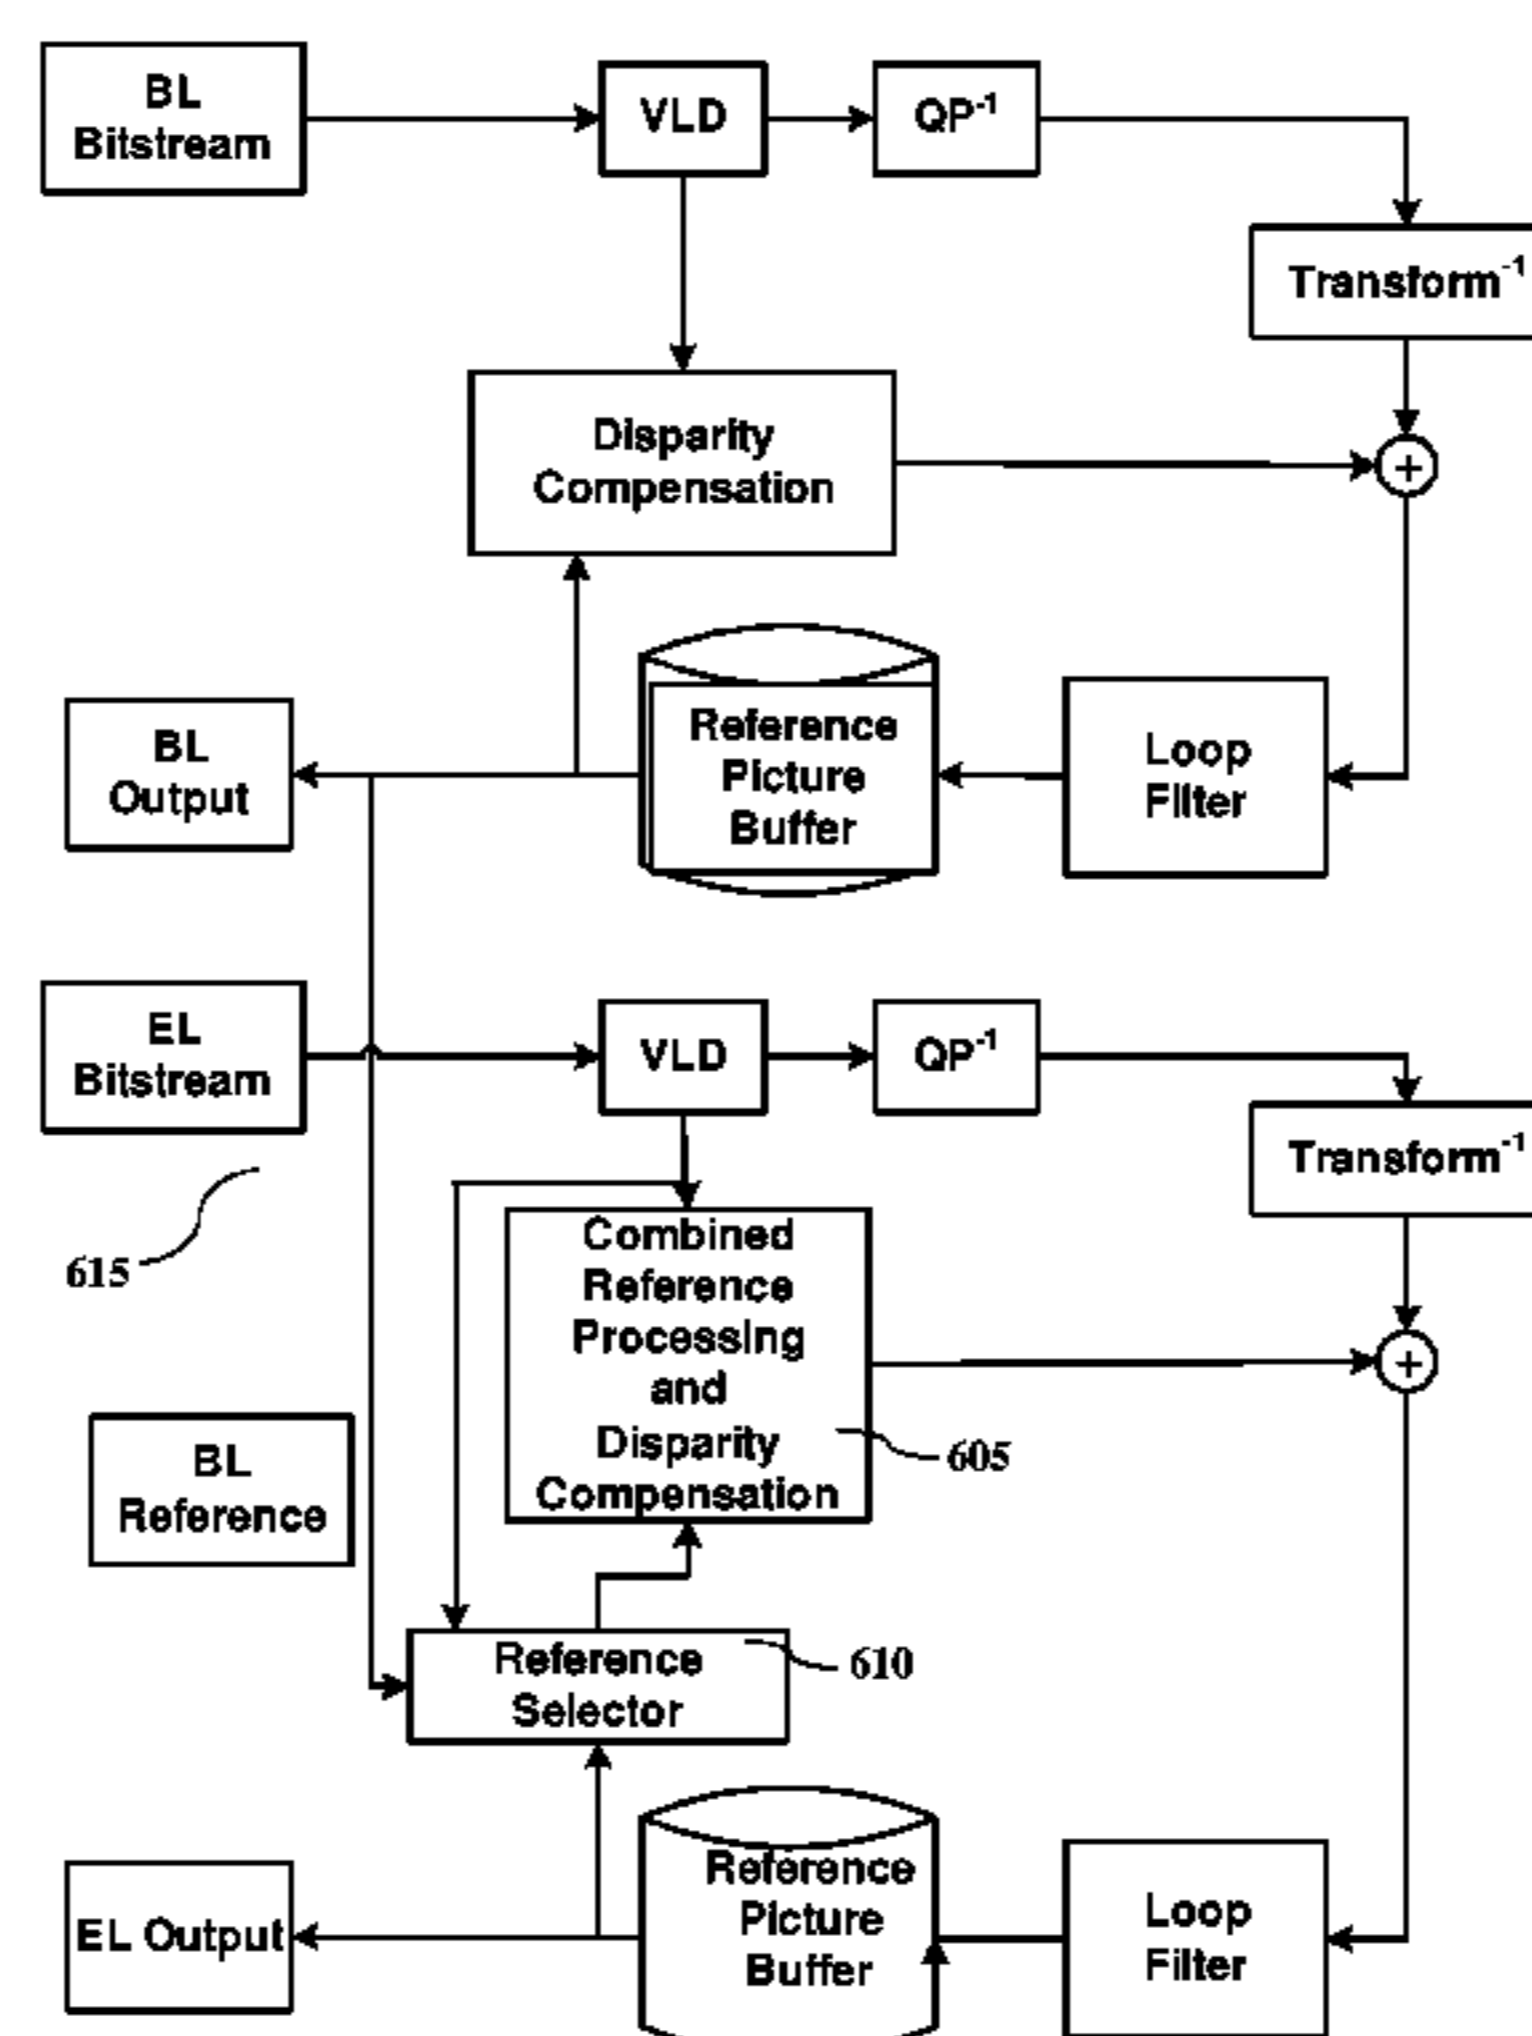 BL
Bitstream
VLD
QP-1
Transform-1
Disparity
Compensation
+
BL
Output
Reference
Picture
Buffer
Loop
Filter
EL
Bitstream
VLD
QP-1
Transform-1
615
Combined
Reference
Processing
and
Disparity
Compensation
+
605
BL
Reference
Reference
Selector
610
EL Output
Reference
Picture
Buffer
Loop
Filter